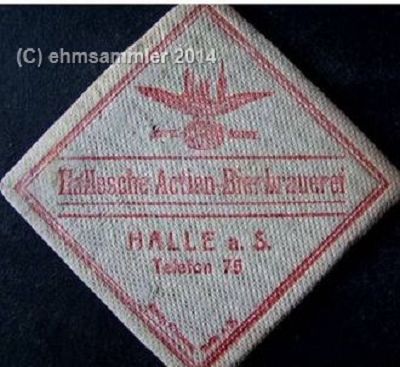 (C) ehmsammler 2014
Hallesche Actien-Bierbrauerei
HALLE a. S.
Telefon 75